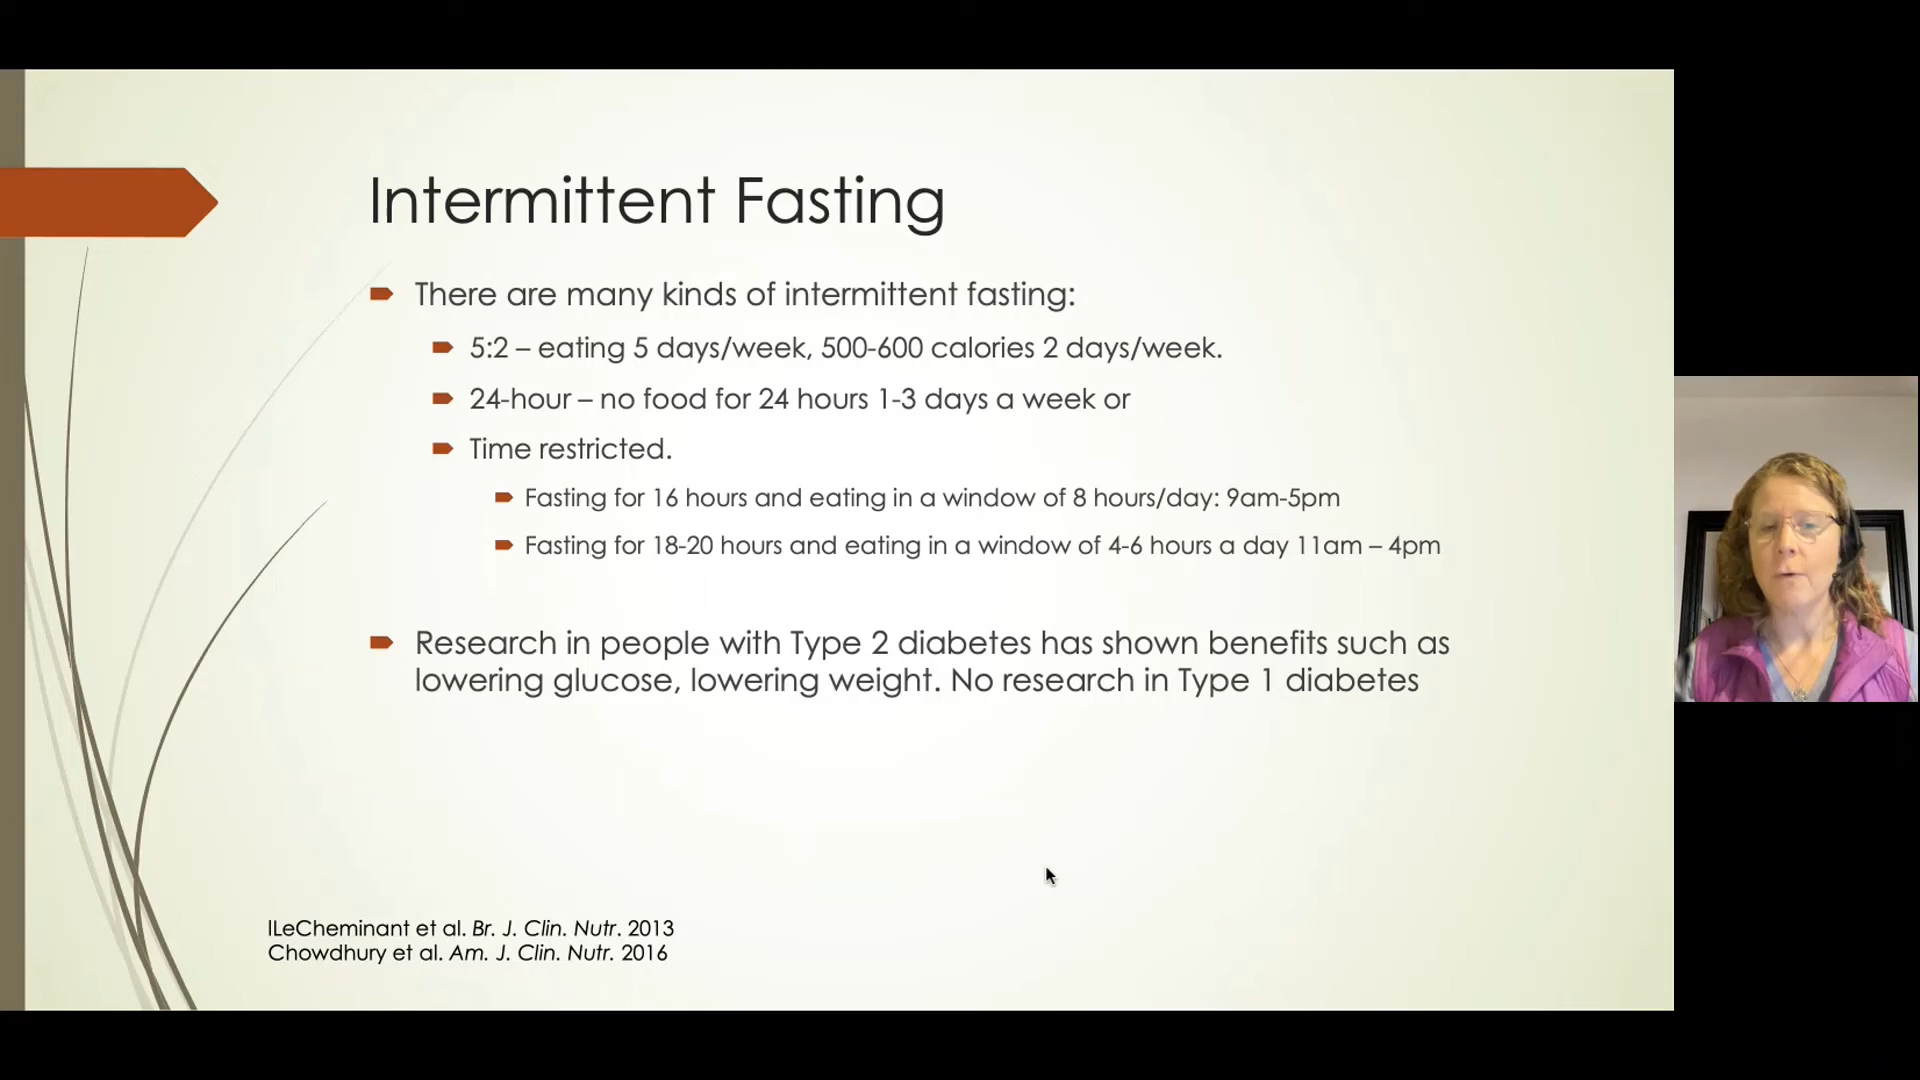 Intermittent Fasting
There are many kinds of intermittent fasting:
5:2 – eating 5 days/week, 500-600 calories 2 days/week.
24-hour – no food for 24 hours 1-3 days a week or
Time restricted.
Fasting for 16 hours and eating in a window of 8 hours/day: 9am-5pm
Fasting for 18-20 hours and eating in a window of 4-6 hours a day 11am – 4pm
Research in people with Type 2 diabetes has shown benefits such as
lowering glucose, lowering weight. No research in Type 1 diabetes
lLeCheminant et al. Br. J. Clin. Nutr. 2013
Chowdhury et al. Am. J. Clin. Nutr. 2016